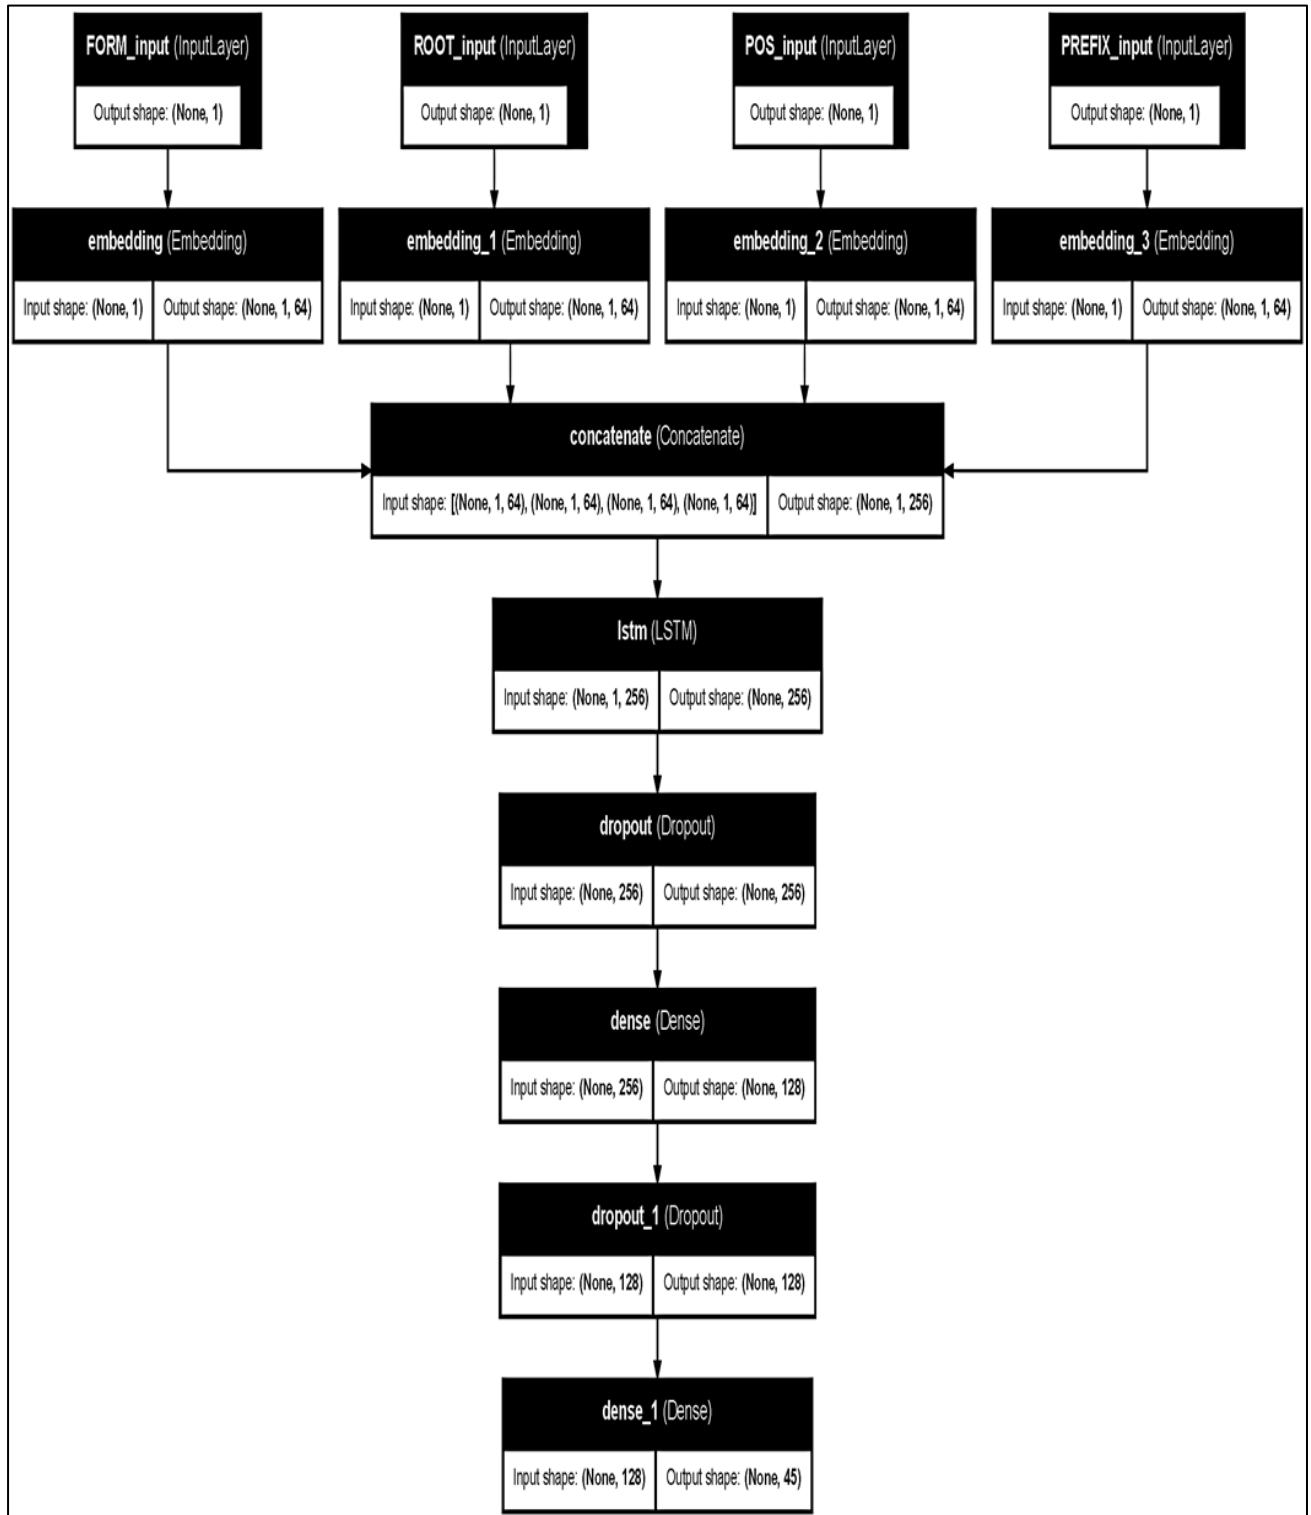 FORM_input (InputLayer)
Output shape: (None, 1)
ROOT_input (InputLayer)
Output shape: (None, 1)
POS_input (InputLayer)
Output shape: (None, 1)
PREFIX_input (InputLayer)
Output shape: (None, 1)
embedding (Embedding)
Input shape: (None, 1) Output shape: (None, 1, 64)
embedding_1 (Embedding)
Input shape: (None, 1) Output shape: (None, 1, 64)
embedding_2 (Embedding)
Input shape: (None, 1) Output shape: (None, 1, 64)
embedding_3 (Embedding)
Input shape: (None, 1) Output shape: (None, 1, 64)
concatenate (Concatenate)
Input shape: [(None, 1, 64), (None, 1, 64), (None, 1, 64), (None, 1, 64)] Output shape: (None, 1, 256)
lstm (LSTM)
Input shape: (None, 1, 256) Output shape: (None, 256)
dropout (Dropout)
Input shape: (None, 256) Output shape: (None, 256)
dense (Dense)
Input shape: (None, 256) Output shape: (None, 128)
dropout_1 (Dropout)
Input shape: (None, 128) Output shape: (None, 128)
dense_1 (Dense)
Input shape: (None, 128) Output shape: (None, 45)